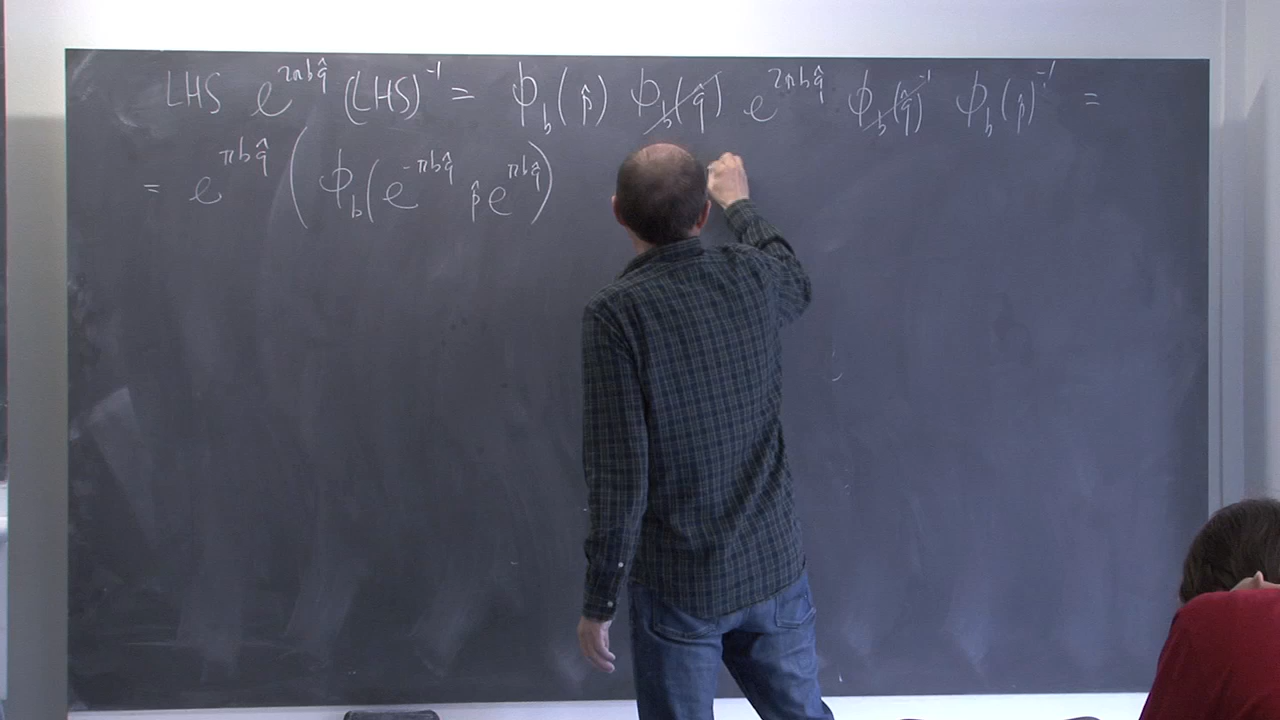 LHS e^{2πbq̂} (LHS)^{-1} = ϕ_b(p̂) ϕ_b(q̂) e^{2πbq̂} ϕ_b(q̂)^{-1} ϕ_b(p̂)^{-1} =
= e^{πbq̂} ( ϕ_b(e^{-πbq̂} p̂ e^{πbq̂})